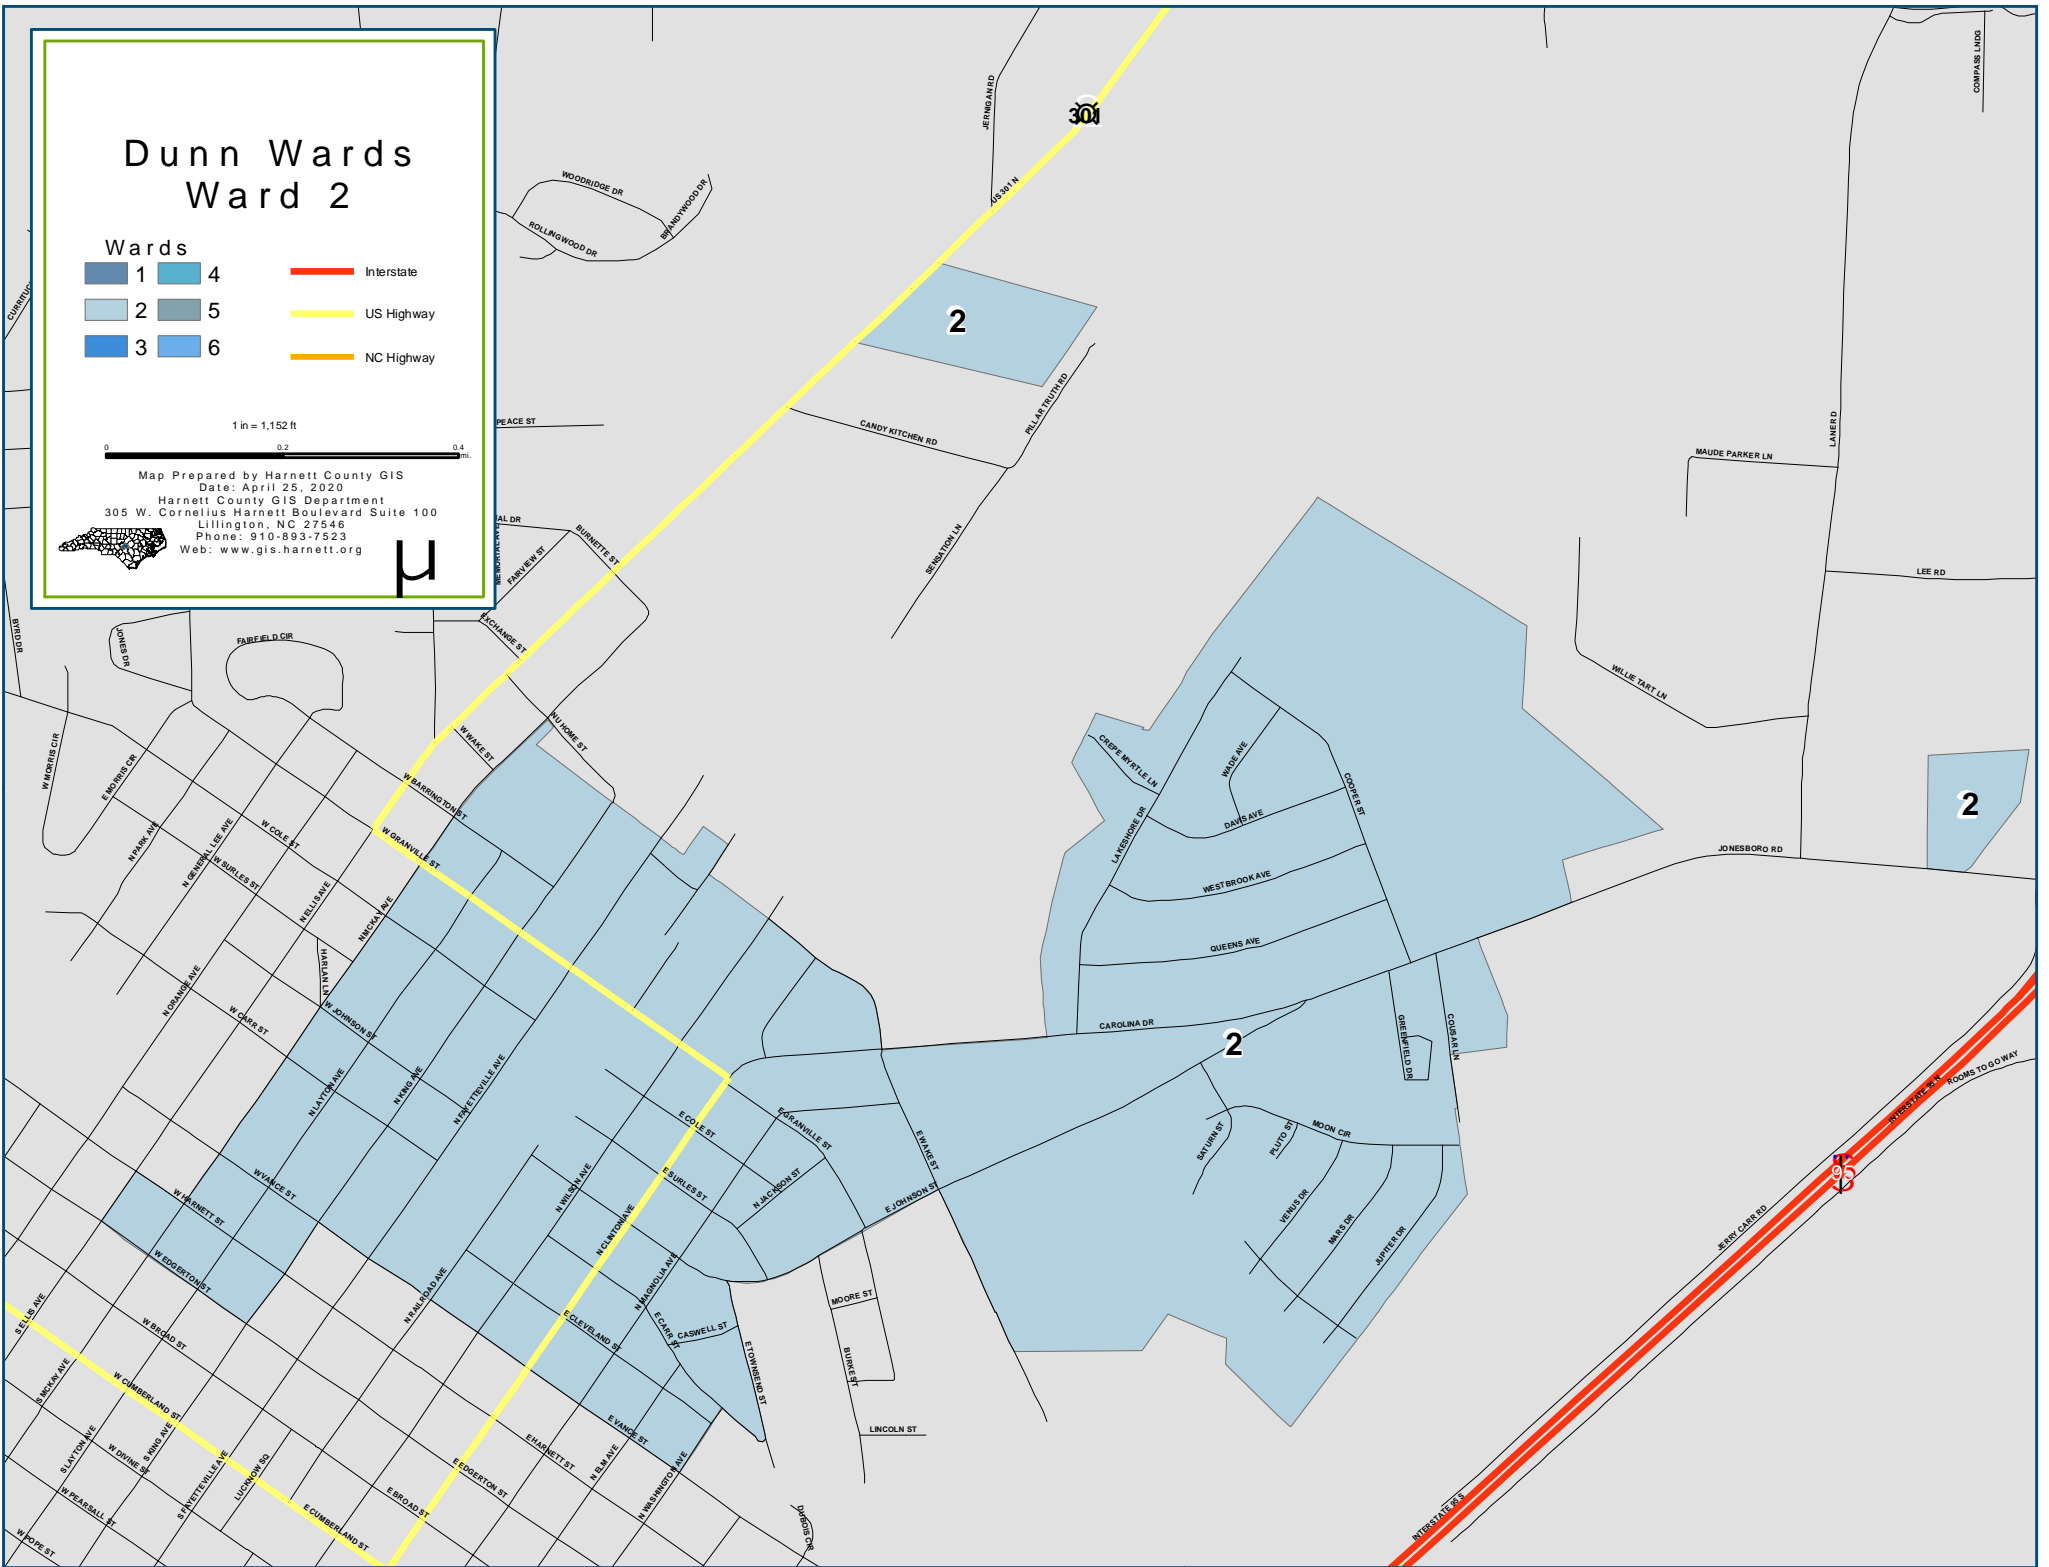 Dunn Wards
Ward 2
Wards
1
4
2
5
3
6
Interstate
US Highway
NC Highway
1 in = 1,152 ft
0
0.2
0.4
mi.
Map Prepared by Harnett County GIS
Date: April 25, 2020
Harnett County GIS Department
305 W. Cornelius Harnett Boulevard Suite 100
Lillington, NC 27546
Phone: 910-893-7523
Web: www.gis.harnett.org
µ
COMPASS LNDG
JERNIGAN RD
301
US 301 N
WOODRIDGE DR
BRANDYWOOD DR
ROLLINGWOOD DR
2
PILLAR TRUTH RD
CANDY KITCHEN RD
PEACE ST
LANE RD
MAUDE PARKER LN
SENSATION LN
BURNETTE ST
FAIRVIEW ST
MEMORIAL AVE
LEE RD
EXCHANGE ST
BYRD DR
JONES DR
FAIRFIELD CIR
WILLIE TART LN
N U HOME ST
W WAKE ST
W MORRIS CIR
E MORRIS CIR
CREPE MYRTLE LN
WADE AVE
COOPER ST
DAVIS AVE
LAKESHORE DR
2
JONESBORO RD
W BARRINGTON ST
W GRANVILLE ST
N PARK AVE
N GENERAL LEE AVE
W COLE ST
W SURLES ST
N ELLIS AVE
N MCKAY AVE
WESTBROOK AVE
QUEENS AVE
HARLAN LN
N ORANGE AVE
W CARR ST
W JOHNSON ST
CAROLINA DR
2
GREENFIELD DR
COUSAR LN
N LAYTON AVE
N KING AVE
N FAYETTEVILLE AVE
E COLE ST
E GRANVILLE ST
E WAKE ST
MOON CIR
SATURN ST
PLUTO ST
INTERSTATE 95 N
ROOMS TO GO WAY
95
W VANCE ST
W HARNETT ST
N WILSON AVE
E SURLES ST
N JACKSON ST
E JOHNSON ST
VENUS DR
MARS DR
JUPITER DR
JERRY CARR RD
N CLINTON AVE
W EDGERTON ST
N RAILROAD AVE
N MAGNOLIA AVE
MOORE ST
S ELLIS AVE
W BROAD ST
E CLEVELAND ST
E CARR ST
CASWELL ST
E TOWNSEND ST
BURKE ST
S MCKAY AVE
W CUMBERLAND ST
LINCOLN ST
S LAYTON AVE
W DIVINE ST
S KING AVE
S FAYETTEVILLE AVE
LUCKNOW SQ
E VANCE ST
E HARNETT ST
N ELM AVE
N WASHINGTON AVE
E EDGERTON ST
E BROAD ST
W PEARSALL ST
E CUMBERLAND ST
W POPE ST
DUBOIS CIR
INTERSTATE 95 S